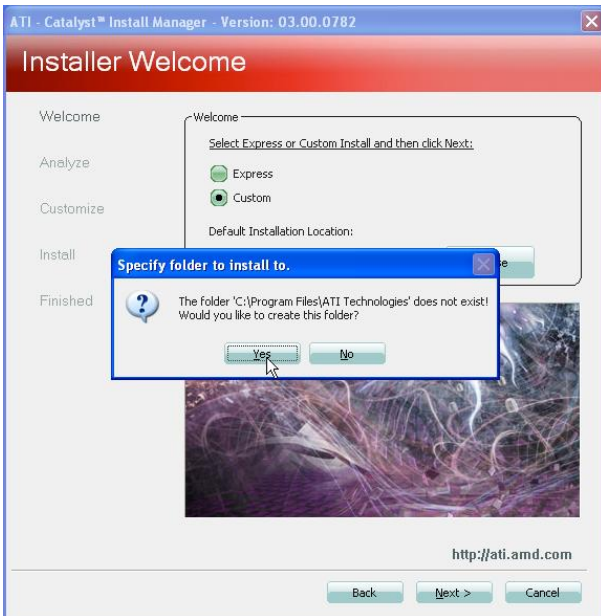 ATI - Catalyst™ Install Manager - Version: 03.00.0782
Installer Welcome
Welcome
Analyze
Customize
Install
Finished
Welcome
Select Express or Custom Install and then click Next:
Express
Custom
Default Installation Location:
Specify folder to install to.
The folder 'C:\Program Files\ATI Technologies' does not exist!
Would you like to create this folder?
Yes
No
http://ati.amd.com
Back
Next >
Cancel